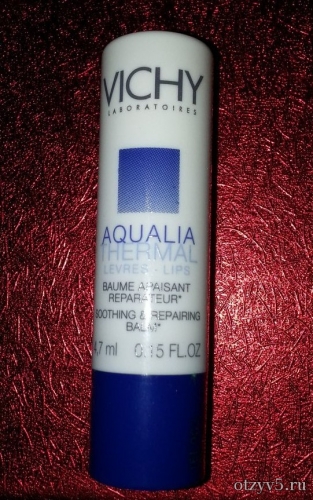 VICHY
LABORATOIRES
AQUALIA
THERMAL
LÈVRES - LIPS
BAUME APAISANT
REPARATEUR*
SOOTHING & REPAIRING
BALM*
4.7 ml 0.15 FL.OZ
otzyv5.ru